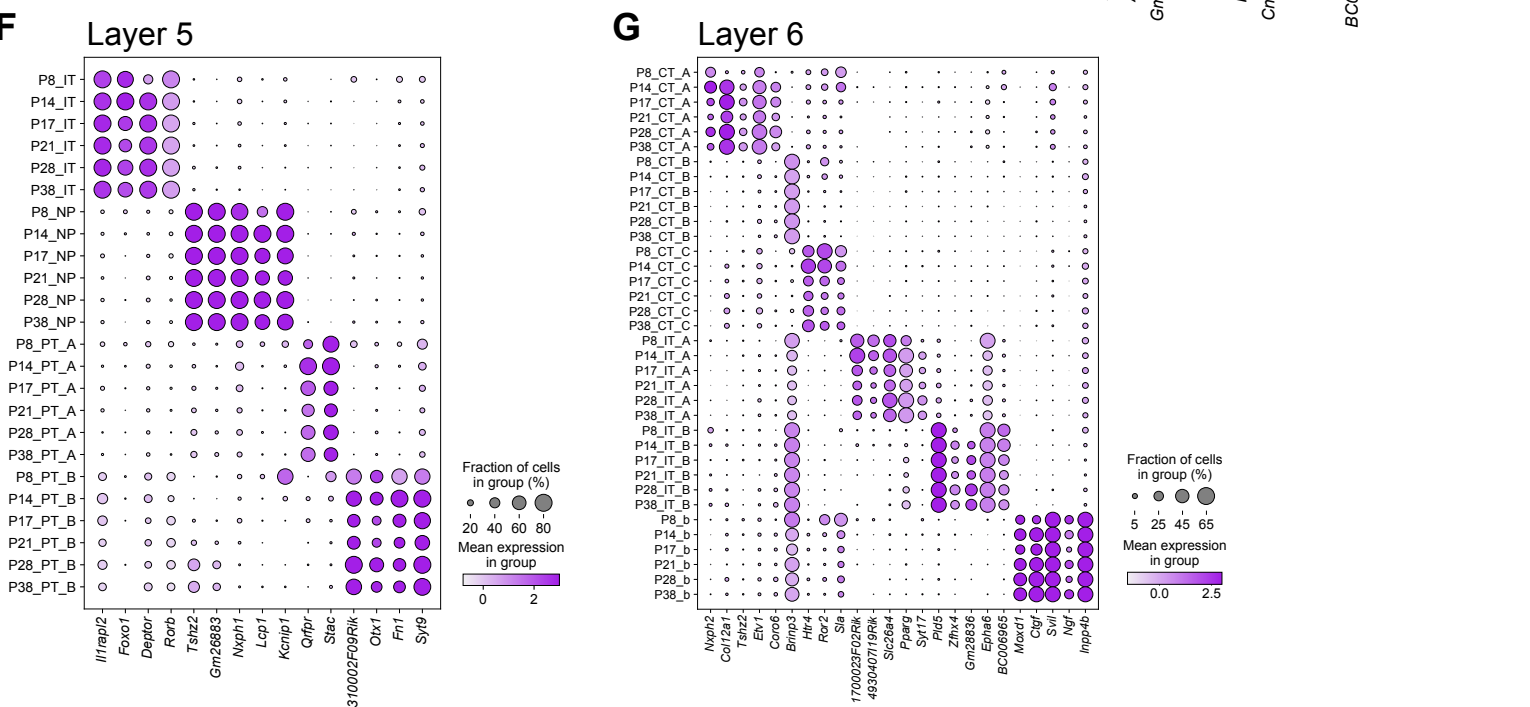 F
Layer 5
P8_IT
P14_IT
P17_IT
P21_IT
P28_IT
P38_IT
P8_NP
P14_NP
P17_NP
P21_NP
P28_NP
P38_NP
P8_PT_A
P14_PT_A
P17_PT_A
P21_PT_A
P28_PT_A
P38_PT_A
P8_PT_B
P14_PT_B
P17_PT_B
P21_PT_B
P28_PT_B
P38_PT_B
Il1rapl2
Foxo1
Deptor
Rorb
Tshz2
Gm26883
Nxph1
Lcp1
Kcnip1
Qrfpr
Stac
310002F09Rik
Otx1
Fn1
Syt9
Fraction of cells
in group (%)
20 40 60 80
Mean expression
in group
0 2
G
Layer 6
P8_CT_A
P14_CT_A
P17_CT_A
P21_CT_A
P28_CT_A
P38_CT_A
P8_CT_B
P14_CT_B
P17_CT_B
P21_CT_B
P28_CT_B
P38_CT_B
P8_CT_C
P14_CT_C
P17_CT_C
P21_CT_C
P28_CT_C
P38_CT_C
P8_IT_A
P14_IT_A
P17_IT_A
P21_IT_A
P28_IT_A
P38_IT_A
P8_IT_B
P14_IT_B
P17_IT_B
P21_IT_B
P28_IT_B
P38_IT_B
P8_b
P14_b
P17_b
P21_b
P28_b
P38_b
Nxph2
Col12a1
Tshz2
Etv1
Coro6
Brinp3
Htr4
Ror2
Sla
1700023F02Rik
4930407I19Rik
Slc26a4
Pparg
Syt17
Pld5
Zfhx4
Gm28836
Epha6
BC006965
Moxd1
Ctgf
Svil
Ngf
Inpp4b
Fraction of cells
in group (%)
5 25 45 65
Mean expression
in group
0.0 2.5
Gm
Cn
BC0